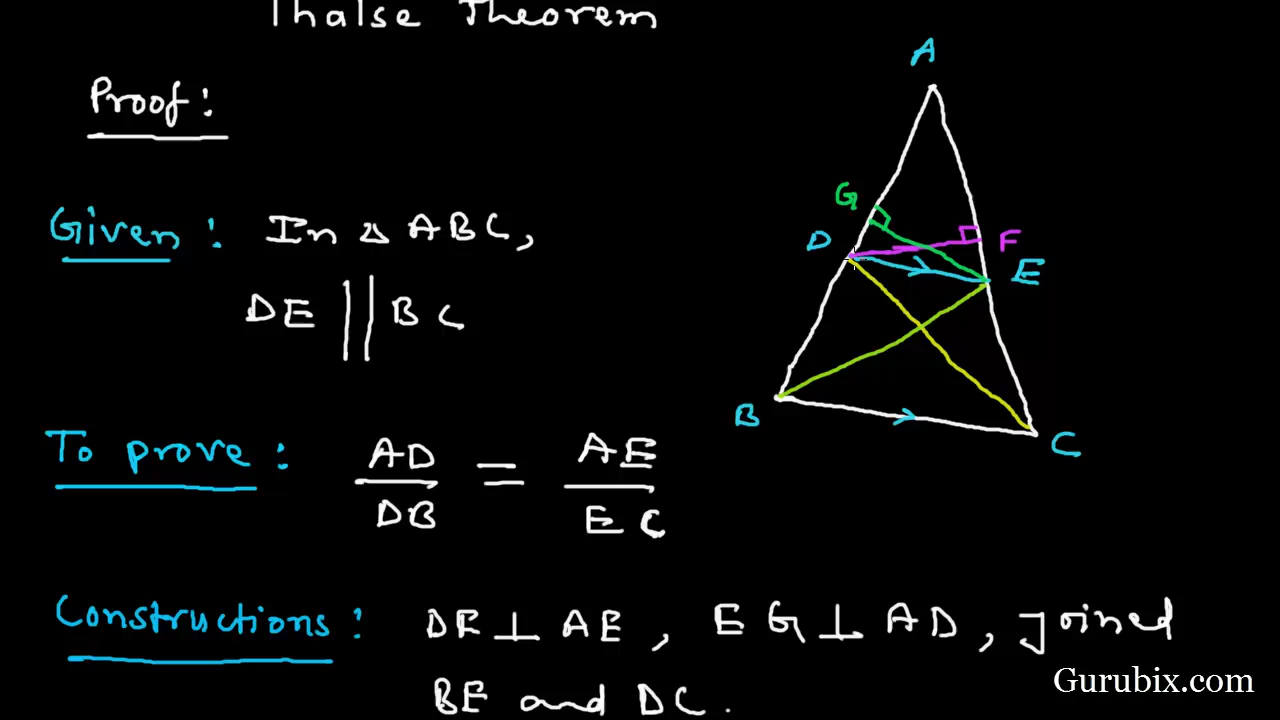 Thalse Theorem
Proof:
Given: In △ ABC,
DE || BC
To prove: AD/DB = AE/EC
Constructions: DF ⊥ AE, EG ⊥ AD, joined
BE and DC.
A
G
D
F
E
B
C
Gurubix.com